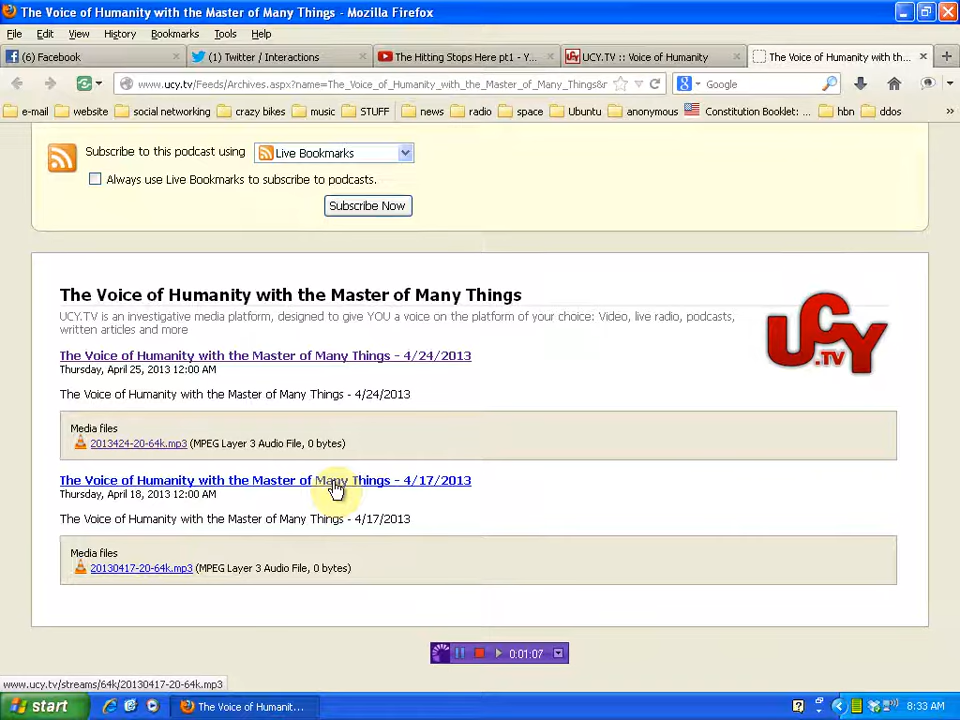 The Voice of Humanity with the Master of Many Things - Mozilla Firefox
File Edit View History Bookmarks Tools Help
(6) Facebook × (1) Twitter / Interactions × The Hitting Stops Here pt1 - Y... × UCY.TV :: Voice of Humanity × The Voice of Humanity with th... × +
www.ucy.tv/Feeds/Archives.aspx?name=The_Voice_of_Humanity_with_the_Master_of_Many_Things&r Google
e-mail website social networking crazy bikes music STUFF news radio space Ubuntu anonymous Constitution Booklet: ... hbn ddos »
Subscribe to this podcast using Live Bookmarks
Always use Live Bookmarks to subscribe to podcasts.
Subscribe Now
The Voice of Humanity with the Master of Many Things
UCY.TV is an investigative media platform, designed to give YOU a voice on the platform of your choice: Video, live radio, podcasts,
written articles and more
UCY
.TV
The Voice of Humanity with the Master of Many Things - 4/24/2013
Thursday, April 25, 2013 12:00 AM
The Voice of Humanity with the Master of Many Things - 4/24/2013
Media files
2013424-20-64k.mp3 (MPEG Layer 3 Audio File, 0 bytes)
The Voice of Humanity with the Master of Many Things - 4/17/2013
Thursday, April 18, 2013 12:00 AM
The Voice of Humanity with the Master of Many Things - 4/17/2013
Media files
20130417-20-64k.mp3 (MPEG Layer 3 Audio File, 0 bytes)
0:01:07
www.ucy.tv/streams/64k/20130417-20-64k.mp3
start The Voice of Humanit... 8:33 AM